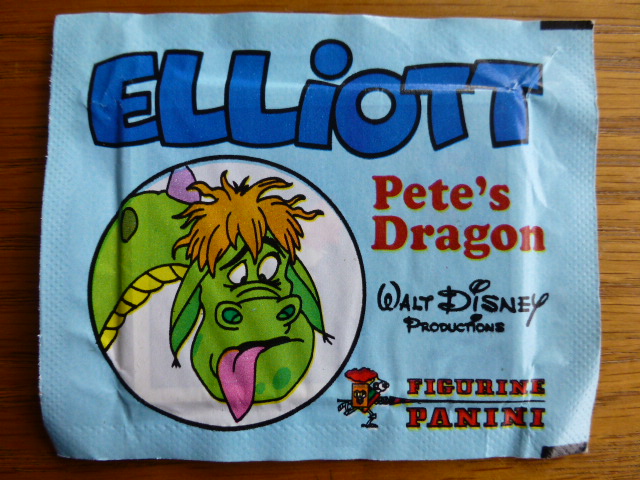 ELLiOTT
Pete's
Dragon
WALT DISNEY
PRODUCTIONS
FIGURINE
PANINI